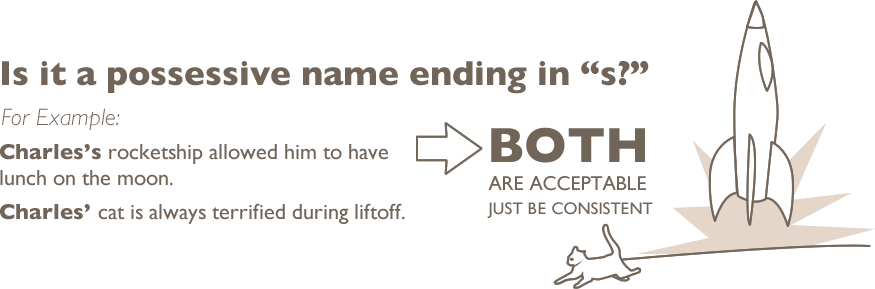 Is it a possessive name ending in “s?”
For Example:
Charles’s rocketship allowed him to have
lunch on the moon.
Charles’ cat is always terrified during liftoff.
BOTH
ARE ACCEPTABLE
JUST BE CONSISTENT